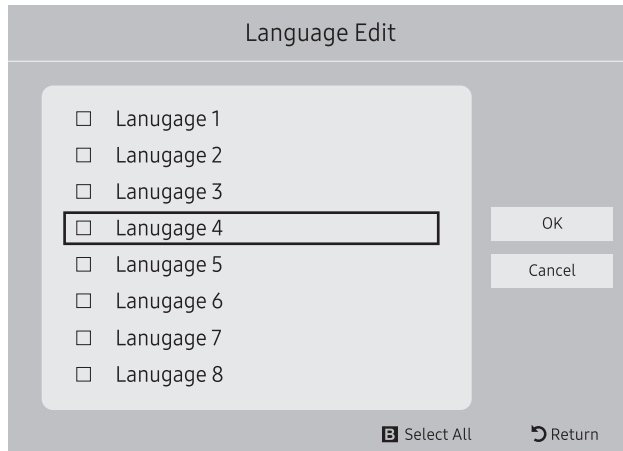 Language Edit
☐ Lanugage 1
☐ Lanugage 2
☐ Lanugage 3
☐ Lanugage 4
☐ Lanugage 5
☐ Lanugage 6
☐ Lanugage 7
☐ Lanugage 8
OK
Cancel
B Select All
Return